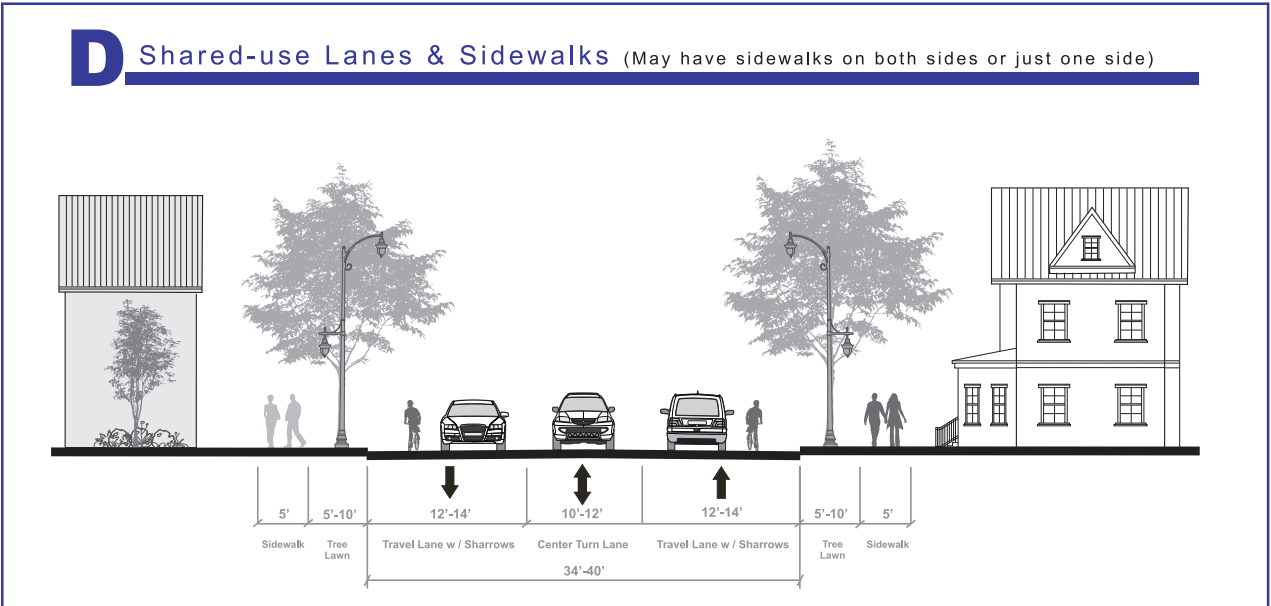 D Shared-use Lanes & Sidewalks (May have sidewalks on both sides or just one side)
5’ 5’-10’ 12’-14’ 10’-12’ 12’-14’ 5’-10’ 5’
Sidewalk Tree Lawn Travel Lane w / Sharrows Center Turn Lane Travel Lane w / Sharrows Tree Lawn Sidewalk
34’-40’